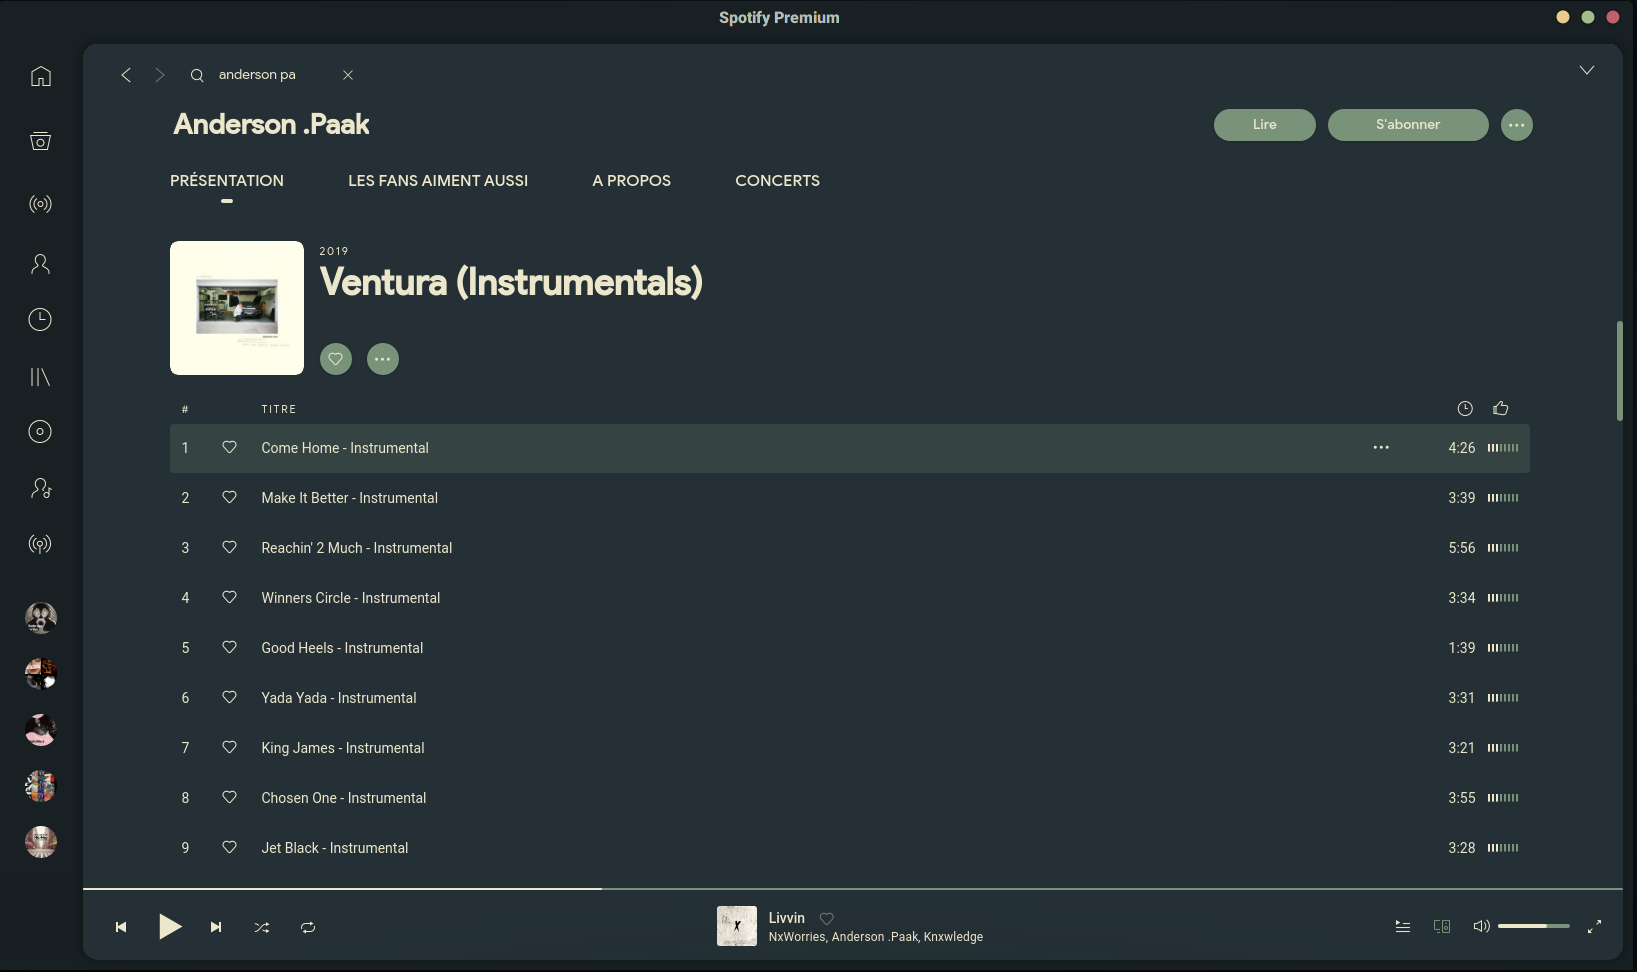 Spotify Premium
anderson pa
Anderson .Paak
Lire
S'abonner
PRÉSENTATION
LES FANS AIMENT AUSSI
A PROPOS
CONCERTS
2019
Ventura (Instrumentals)
# TITRE
1 Come Home - Instrumental 4:26
2 Make It Better - Instrumental 3:39
3 Reachin' 2 Much - Instrumental 5:56
4 Winners Circle - Instrumental 3:34
5 Good Heels - Instrumental 1:39
6 Yada Yada - Instrumental 3:31
7 King James - Instrumental 3:21
8 Chosen One - Instrumental 3:55
9 Jet Black - Instrumental 3:28
Livvin
NxWorries, Anderson .Paak, Knxwledge